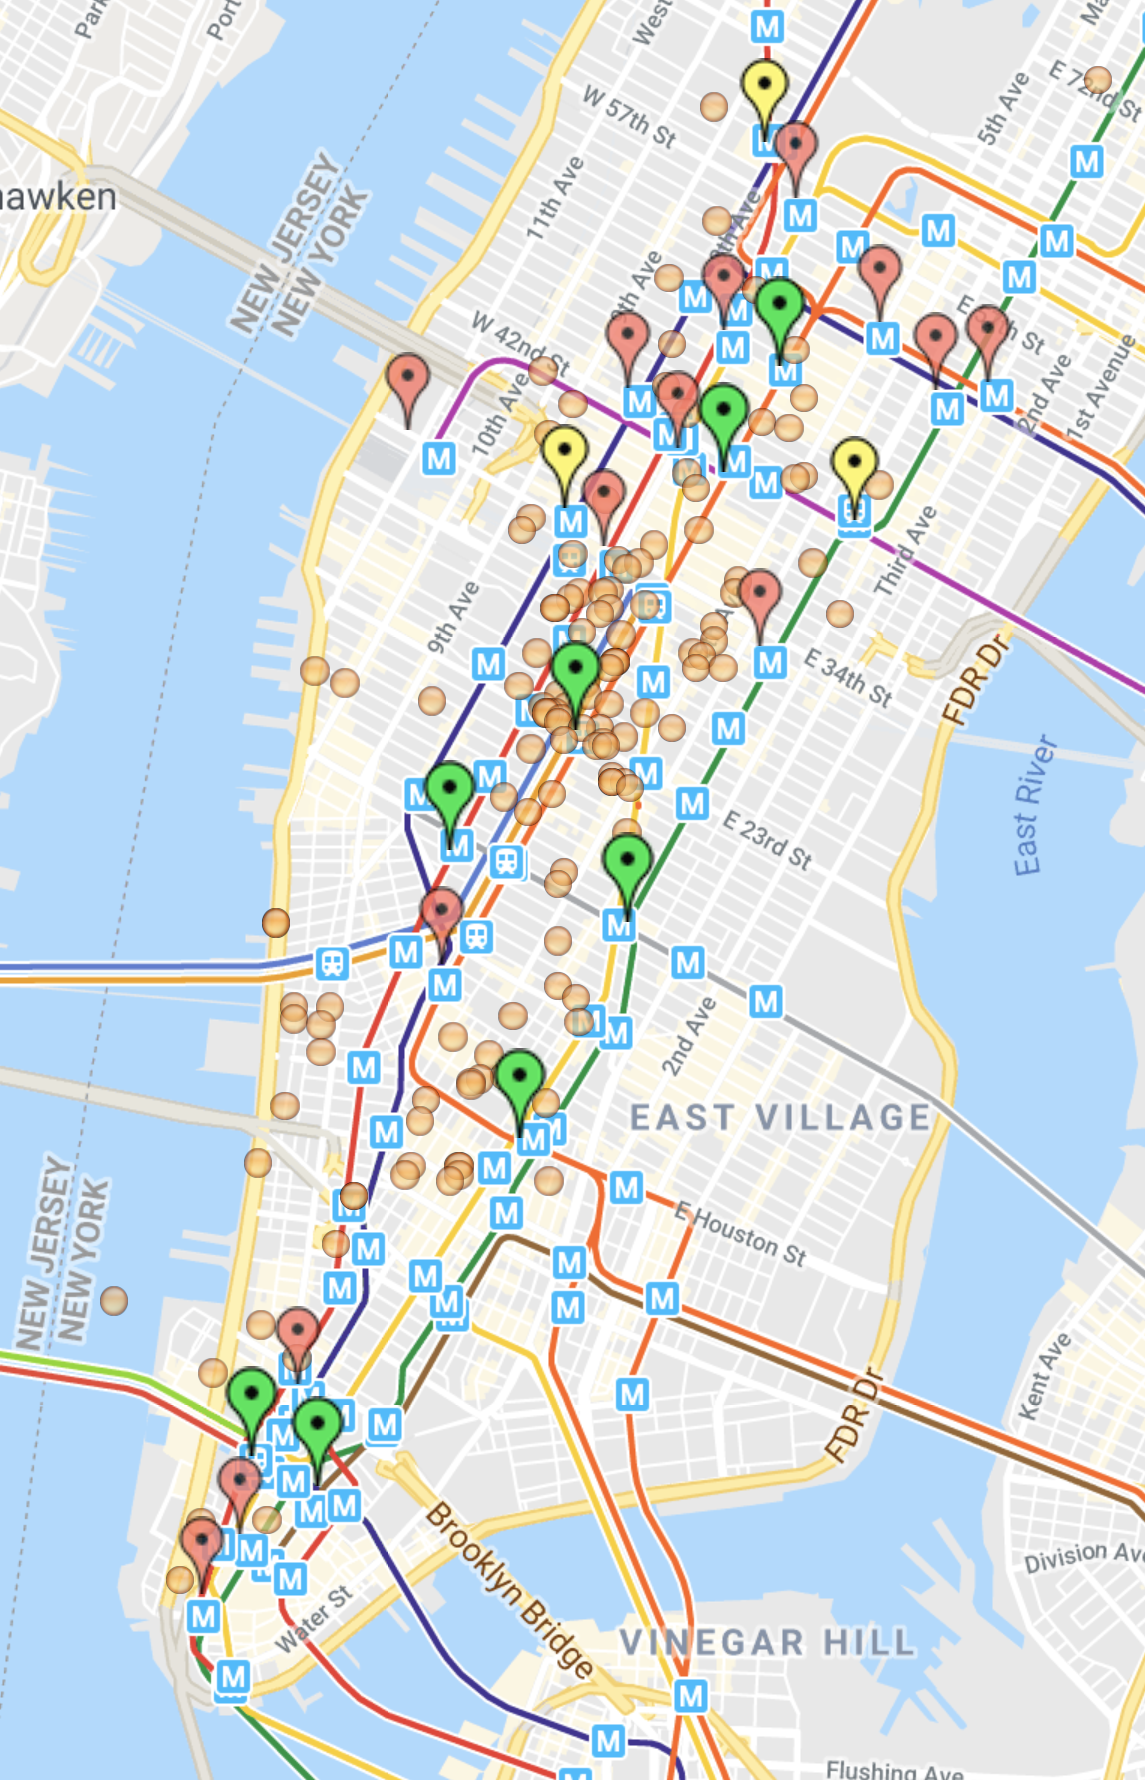 Park
Port
West
M
W 57th St
5th Ave
E 72nd St
Ma
hawken
NEW JERSEY
NEW YORK
11th Ave
8th Ave
9th Ave
W 42nd St
10th Ave
2nd Ave
1st Avenue
Third Ave
9th Ave
E 34th St
FDR Dr
East River
E 23rd St
2nd Ave
EAST VILLAGE
NEW JERSEY
NEW YORK
E Houston St
Kent Ave
FDR Dr
Brooklyn Bridge
Water St
Division Av
VINEGAR HILL
Flushing Ave